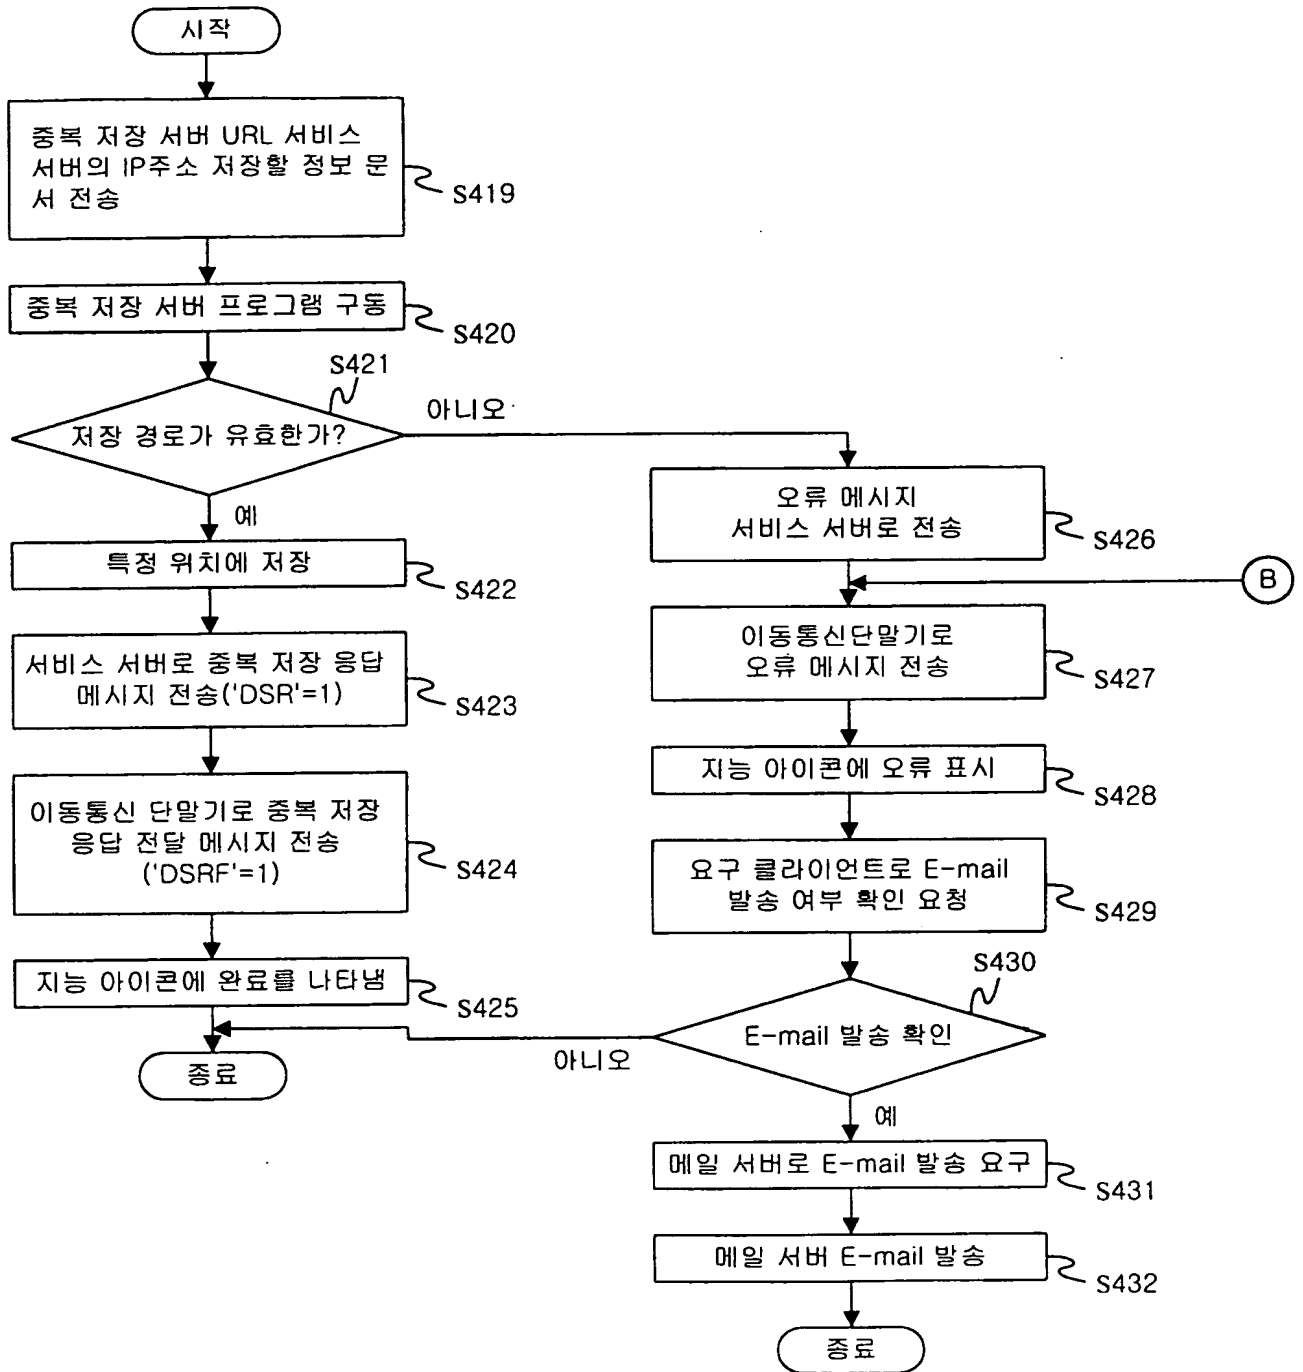 시작
중복 저장 서버 URL 서비스
서버의 IP주소 저장할 정보 문
서 전송
S419
중복 저장 서버 프로그램 구동
S420
S421
저장 경로가 유효한가?
아니오
예
특정 위치에 저장
S422
서비스 서버로 중복 저장 응답
메시지 전송('DSR'=1)
S423
이동통신 단말기로 중복 저장
응답 전달 메시지 전송
('DSRF'=1)
S424
지능 아이콘에 완료를 나타냄
S425
종료
오류 메시지
서비스 서버로 전송
S426
B
이동통신단말기로
오류 메시지 전송
S427
지능 아이콘에 오류 표시
S428
요구 클라이언트로 E-mail
발송 여부 확인 요청
S429
S430
E-mail 발송 확인
아니오
예
메일 서버로 E-mail 발송 요구
S431
메일 서버 E-mail 발송
S432
종료